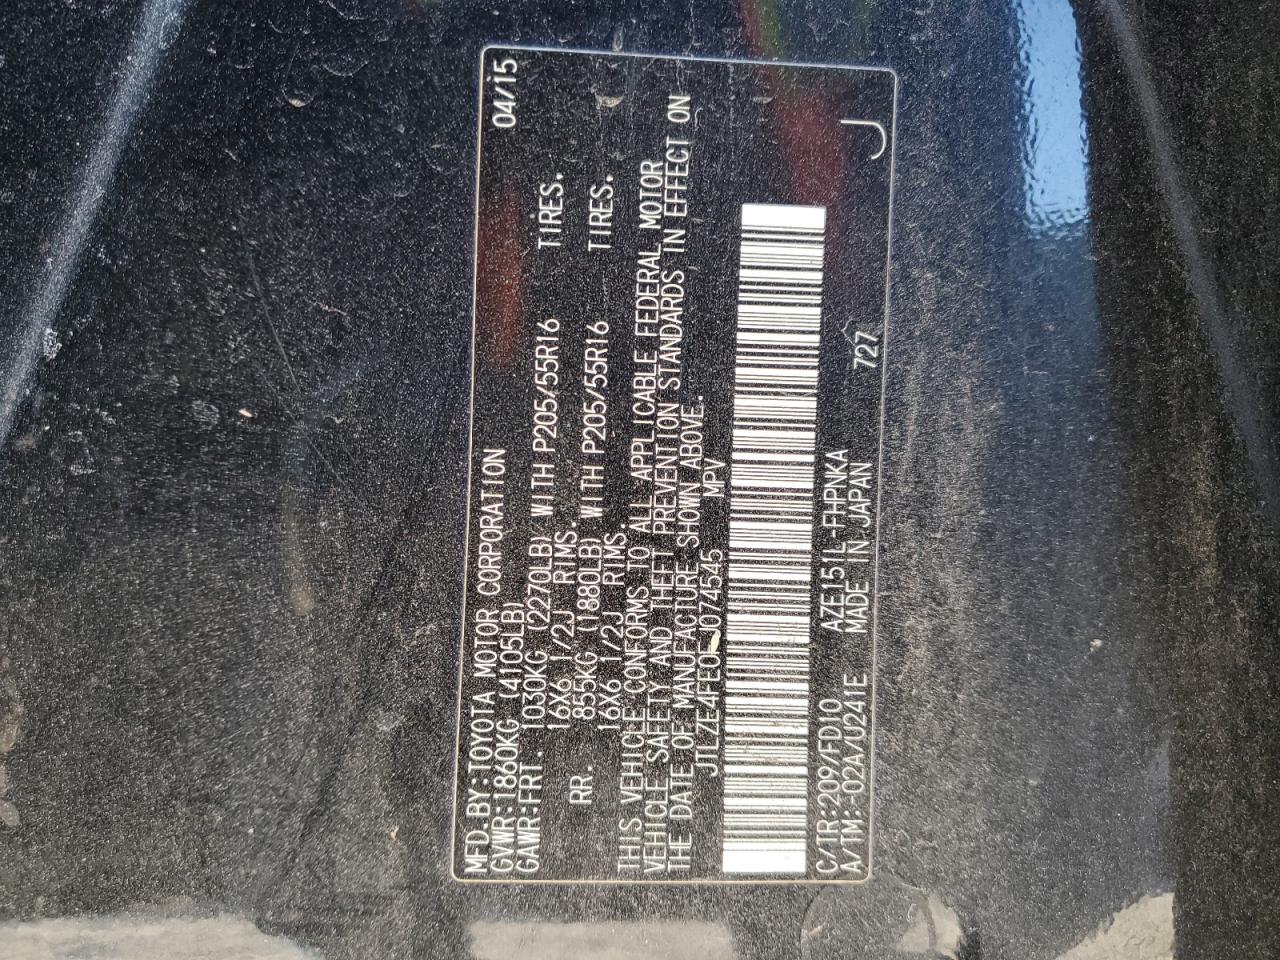 MFD.BY:TOYOTA MOTOR CORPORATION 04/15
GVWR:1860KG (4105LB)
GAWR:FRT. 1030KG (2270LB) WITH P205/55R16 TIRES.
16X6 1/2J RIMS.
RR. 855KG (1880LB) WITH P205/55R16 TIRES.
16X6 1/2J RIMS.
THIS VEHICLE CONFORMS TO ALL APPLICABLE FEDERAL MOTOR
VEHICLE SAFETY AND THEFT PREVENTION STANDARDS IN EFFECT ON
THE DATE OF MANUFACTURE SHOWN ABOVE.
JTLZE4FE0FJ074545 MPV
C/TR:209/FD10 AZE151L-FHPNKA
A/TM:-02A/U241E MADE IN JAPAN 727 J